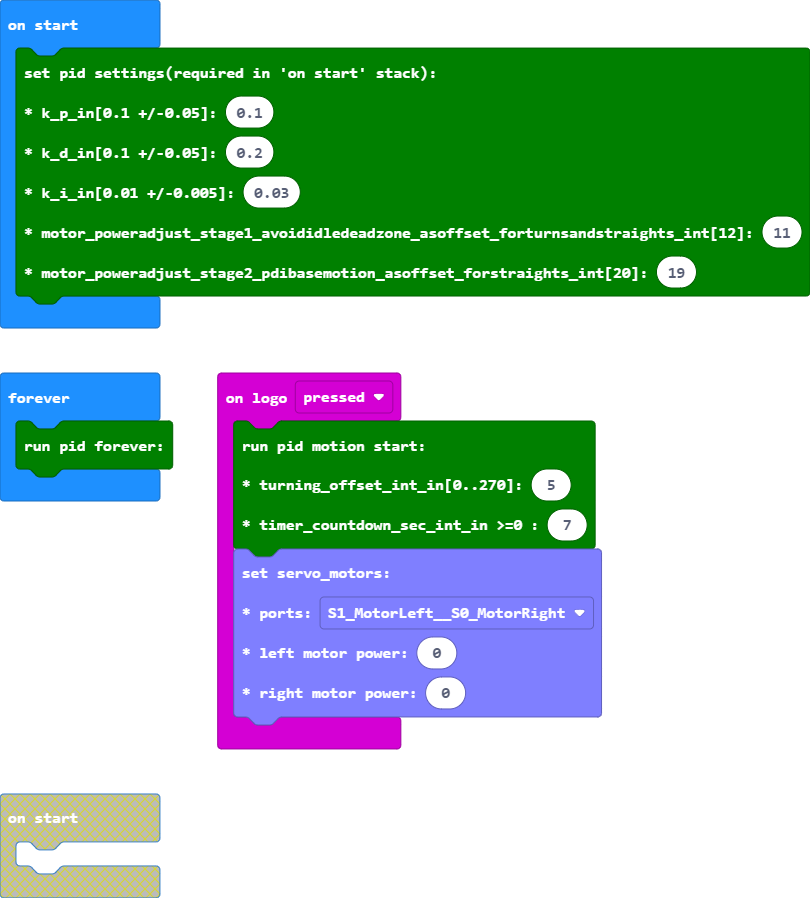 on start
set pid settings(required in 'on start' stack):
* k_p_in[0.1 +/-0.05]: 0.1
* k_d_in[0.1 +/-0.05]: 0.2
* k_i_in[0.01 +/-0.005]: 0.03
* motor_poweradjust_stage1_avoididledeadzone_asoffset_forturnsandstraights_int[12]: 11
* motor_poweradjust_stage2_pdibasemotion_asoffset_forstraights_int[20]: 19
forever
run pid forever:
on logo pressed
run pid motion start:
* turning_offset_int_in[0..270]: 5
* timer_countdown_sec_int_in >=0 : 7
set servo_motors:
* ports: S1_MotorLeft__S0_MotorRight
* left motor power: 0
* right motor power: 0
on start